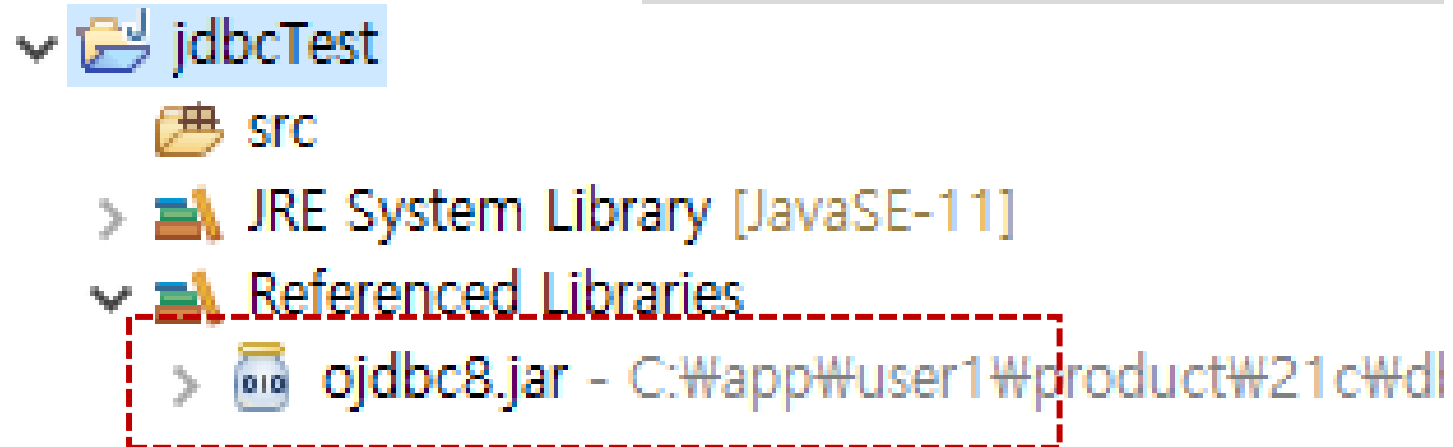 jdbcTest
src
JRE System Library [JavaSE-11]
Referenced Libraries
ojdbc8.jar - C:₩app₩user1₩product₩21c₩